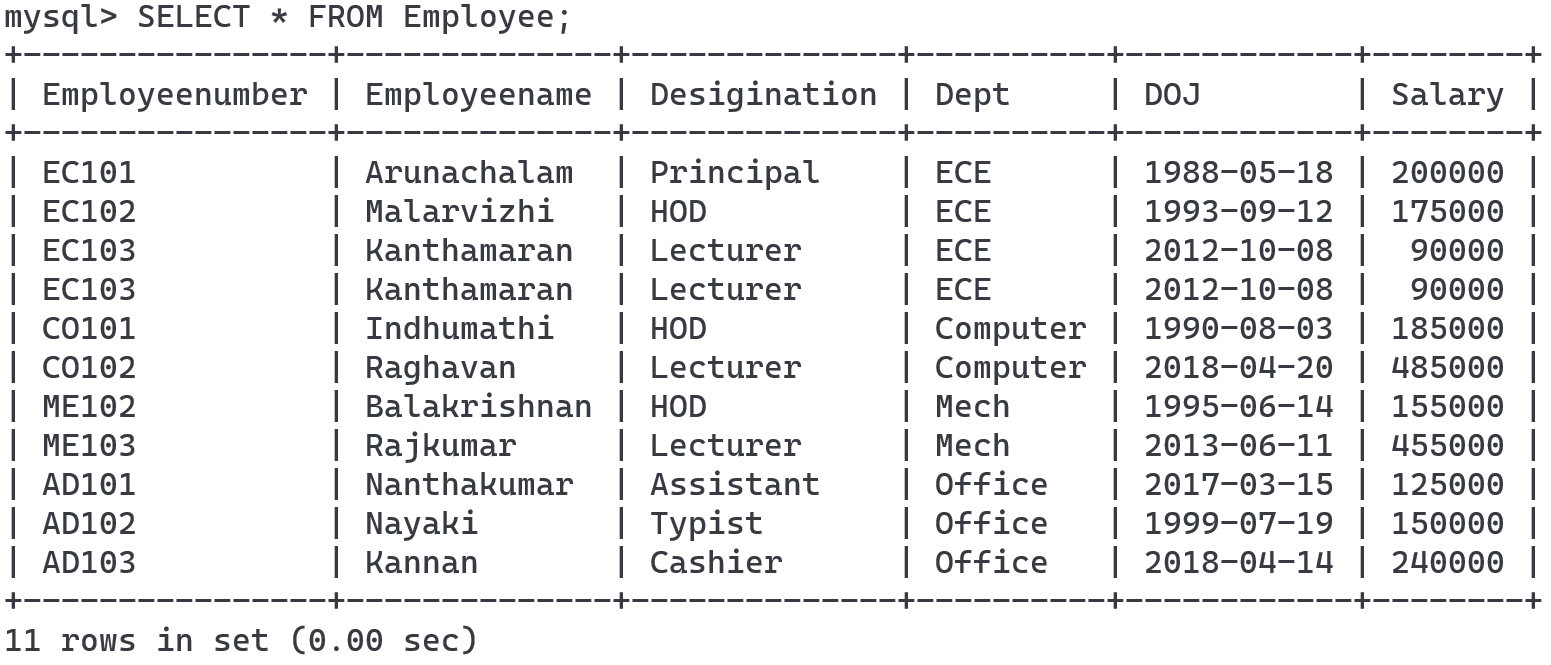 mysql> SELECT * FROM Employee;
+----------------+--------------+--------------+----------+------------+--------+
| Employeenumber | Employeename | Desigination | Dept     | DOJ        | Salary |
+----------------+--------------+--------------+----------+------------+--------+
| EC101          | Arunachalam  | Principal    | ECE      | 1988-05-18 | 200000 |
| EC102          | Malarvizhi   | HOD          | ECE      | 1993-09-12 | 175000 |
| EC103          | Kanthamaran  | Lecturer     | ECE      | 2012-10-08 |  90000 |
| EC103          | Kanthamaran  | Lecturer     | ECE      | 2012-10-08 |  90000 |
| CO101          | Indhumathi   | HOD          | Computer | 1990-08-03 | 185000 |
| CO102          | Raghavan     | Lecturer     | Computer | 2018-04-20 | 485000 |
| ME102          | Balakrishnan | HOD          | Mech     | 1995-06-14 | 155000 |
| ME103          | Rajkumar     | Lecturer     | Mech     | 2013-06-11 | 455000 |
| AD101          | Nanthakumar  | Assistant    | Office   | 2017-03-15 | 125000 |
| AD102          | Nayaki       | Typist       | Office   | 1999-07-19 | 150000 |
| AD103          | Kannan       | Cashier      | Office   | 2018-04-14 | 240000 |
+----------------+--------------+--------------+----------+------------+--------+
11 rows in set (0.00 sec)